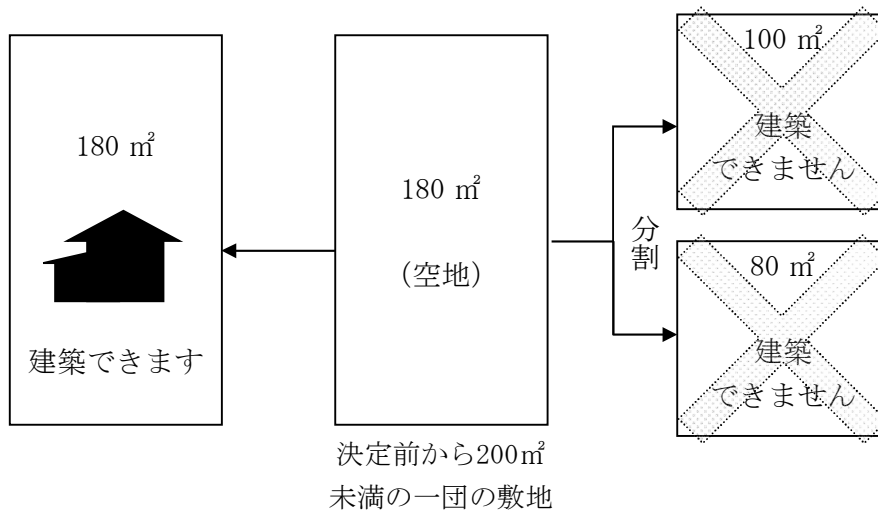 180 ㎡
建築できます
180 ㎡
（空地）
決定前から200㎡
未満の一団の敷地
分割
100 ㎡
建築
できません
80 ㎡
建築
できません